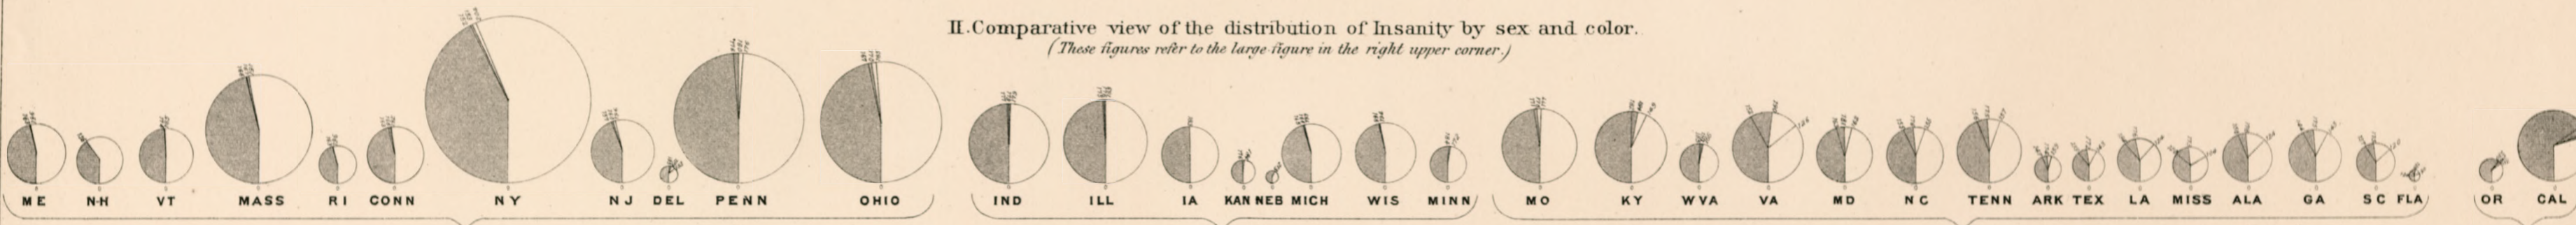 II. Comparative view of the distribution of Insanity by sex and color.
(These figures refer to the large figure in the right upper corner.)
ME NH VT MASS RI CONN NY NJ DEL PENN OHIO IND ILL IA KAN NEB MICH WIS MINN MO KY WVA VA MD NC TENN ARK TEX LA MISS ALA GA SC FLA OR CAL